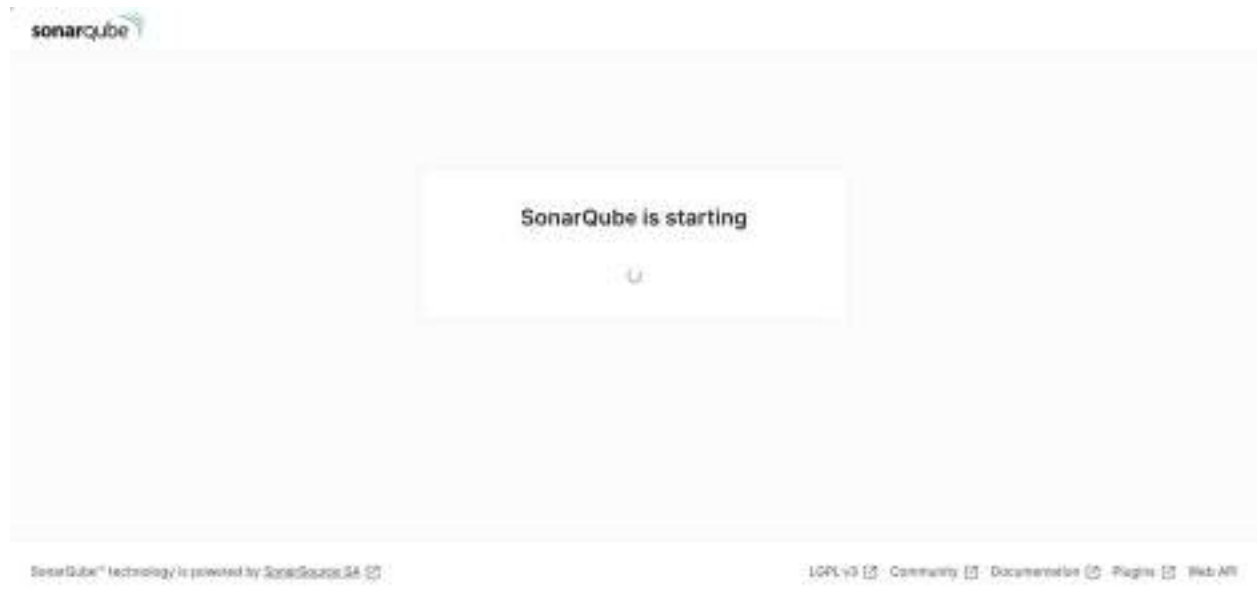 sonarqube
SonarQube is starting
SonarQube™ technology is powered by SonarSource SA
LGPL v3 Community Documentation Plugins Web API